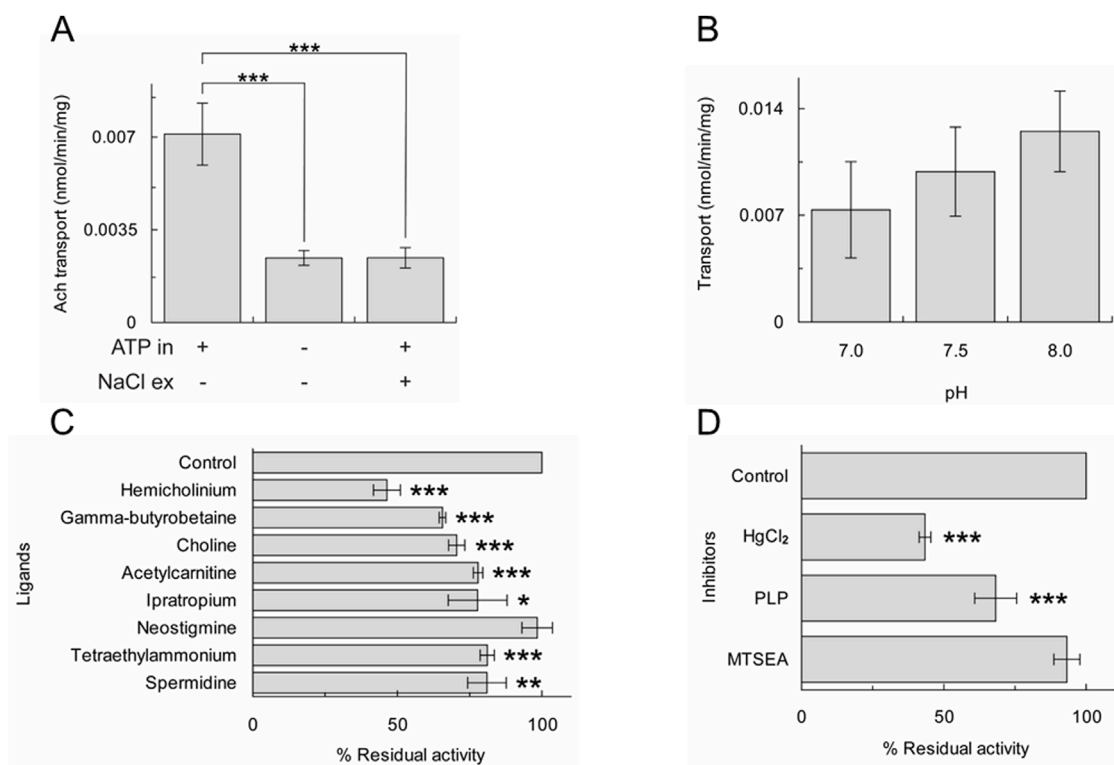 A
***
***
Ach transport (nmol/min/mg)
0.007
0.0035
0
ATP in + - +
NaCl ex - - +
B
Transport (nmol/min/mg)
0.014
0.007
0
7.0 7.5 8.0
pH
C
Ligands
Control
Hemicholinium ***
Gamma-butyrobetaine ***
Choline ***
Acetylcarnitine ***
Ipratropium *
Neostigmine
Tetraethylammonium ***
Spermidine **
0 50 100
% Residual activity
D
Inhibitors
Control
HgCl₂ ***
PLP ***
MTSEA
0 50 100
% Residual activity